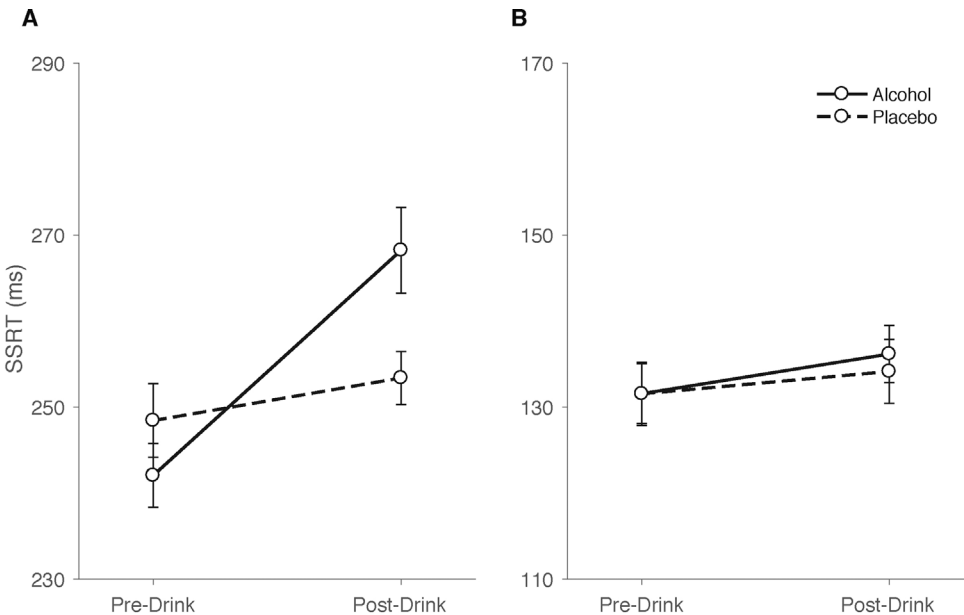 A
B
290
270
250
230
SSRT (ms)
Pre-Drink
Post-Drink
170
150
130
110
Alcohol
Placebo
Pre-Drink
Post-Drink